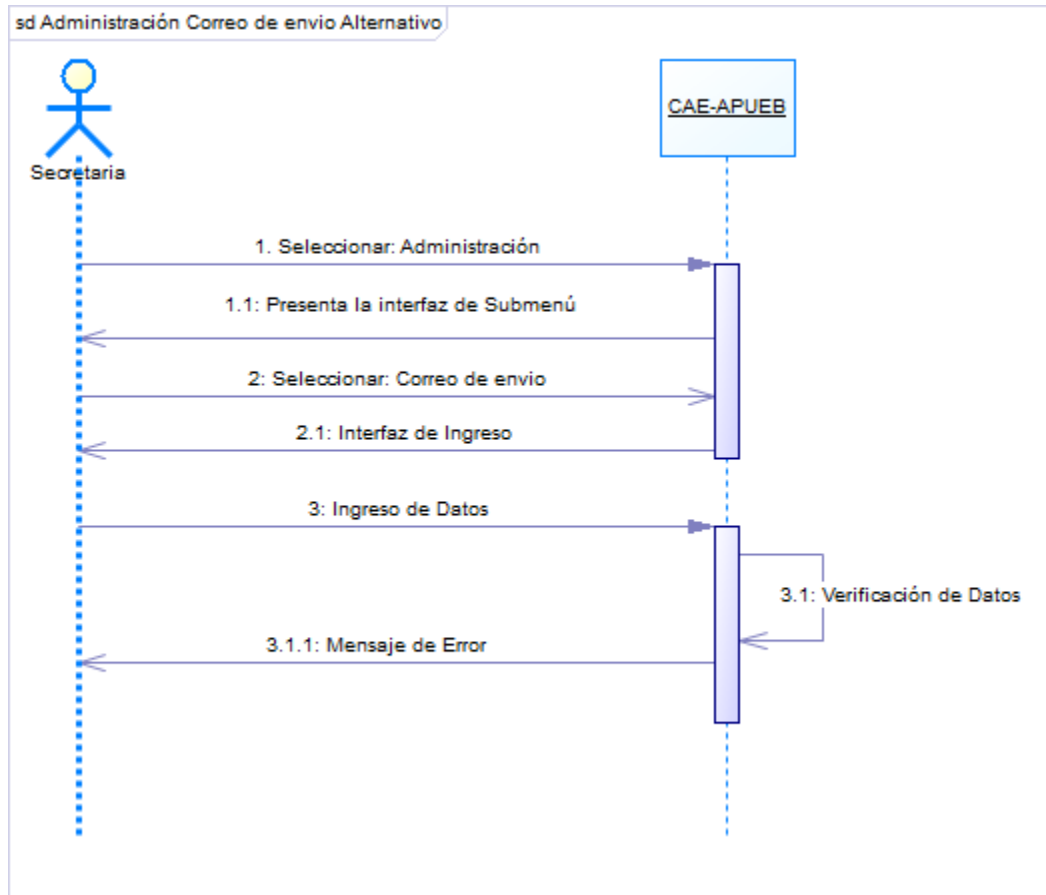 sd Administración Correo de envio Alternativo
CAE-APUEB
Secretaria
1. Seleccionar: Administración
1.1: Presenta la interfaz de Submenú
2: Seleccionar: Correo de envio
2.1: Interfaz de Ingreso
3: Ingreso de Datos
3.1: Verificación de Datos
3.1.1: Mensaje de Error